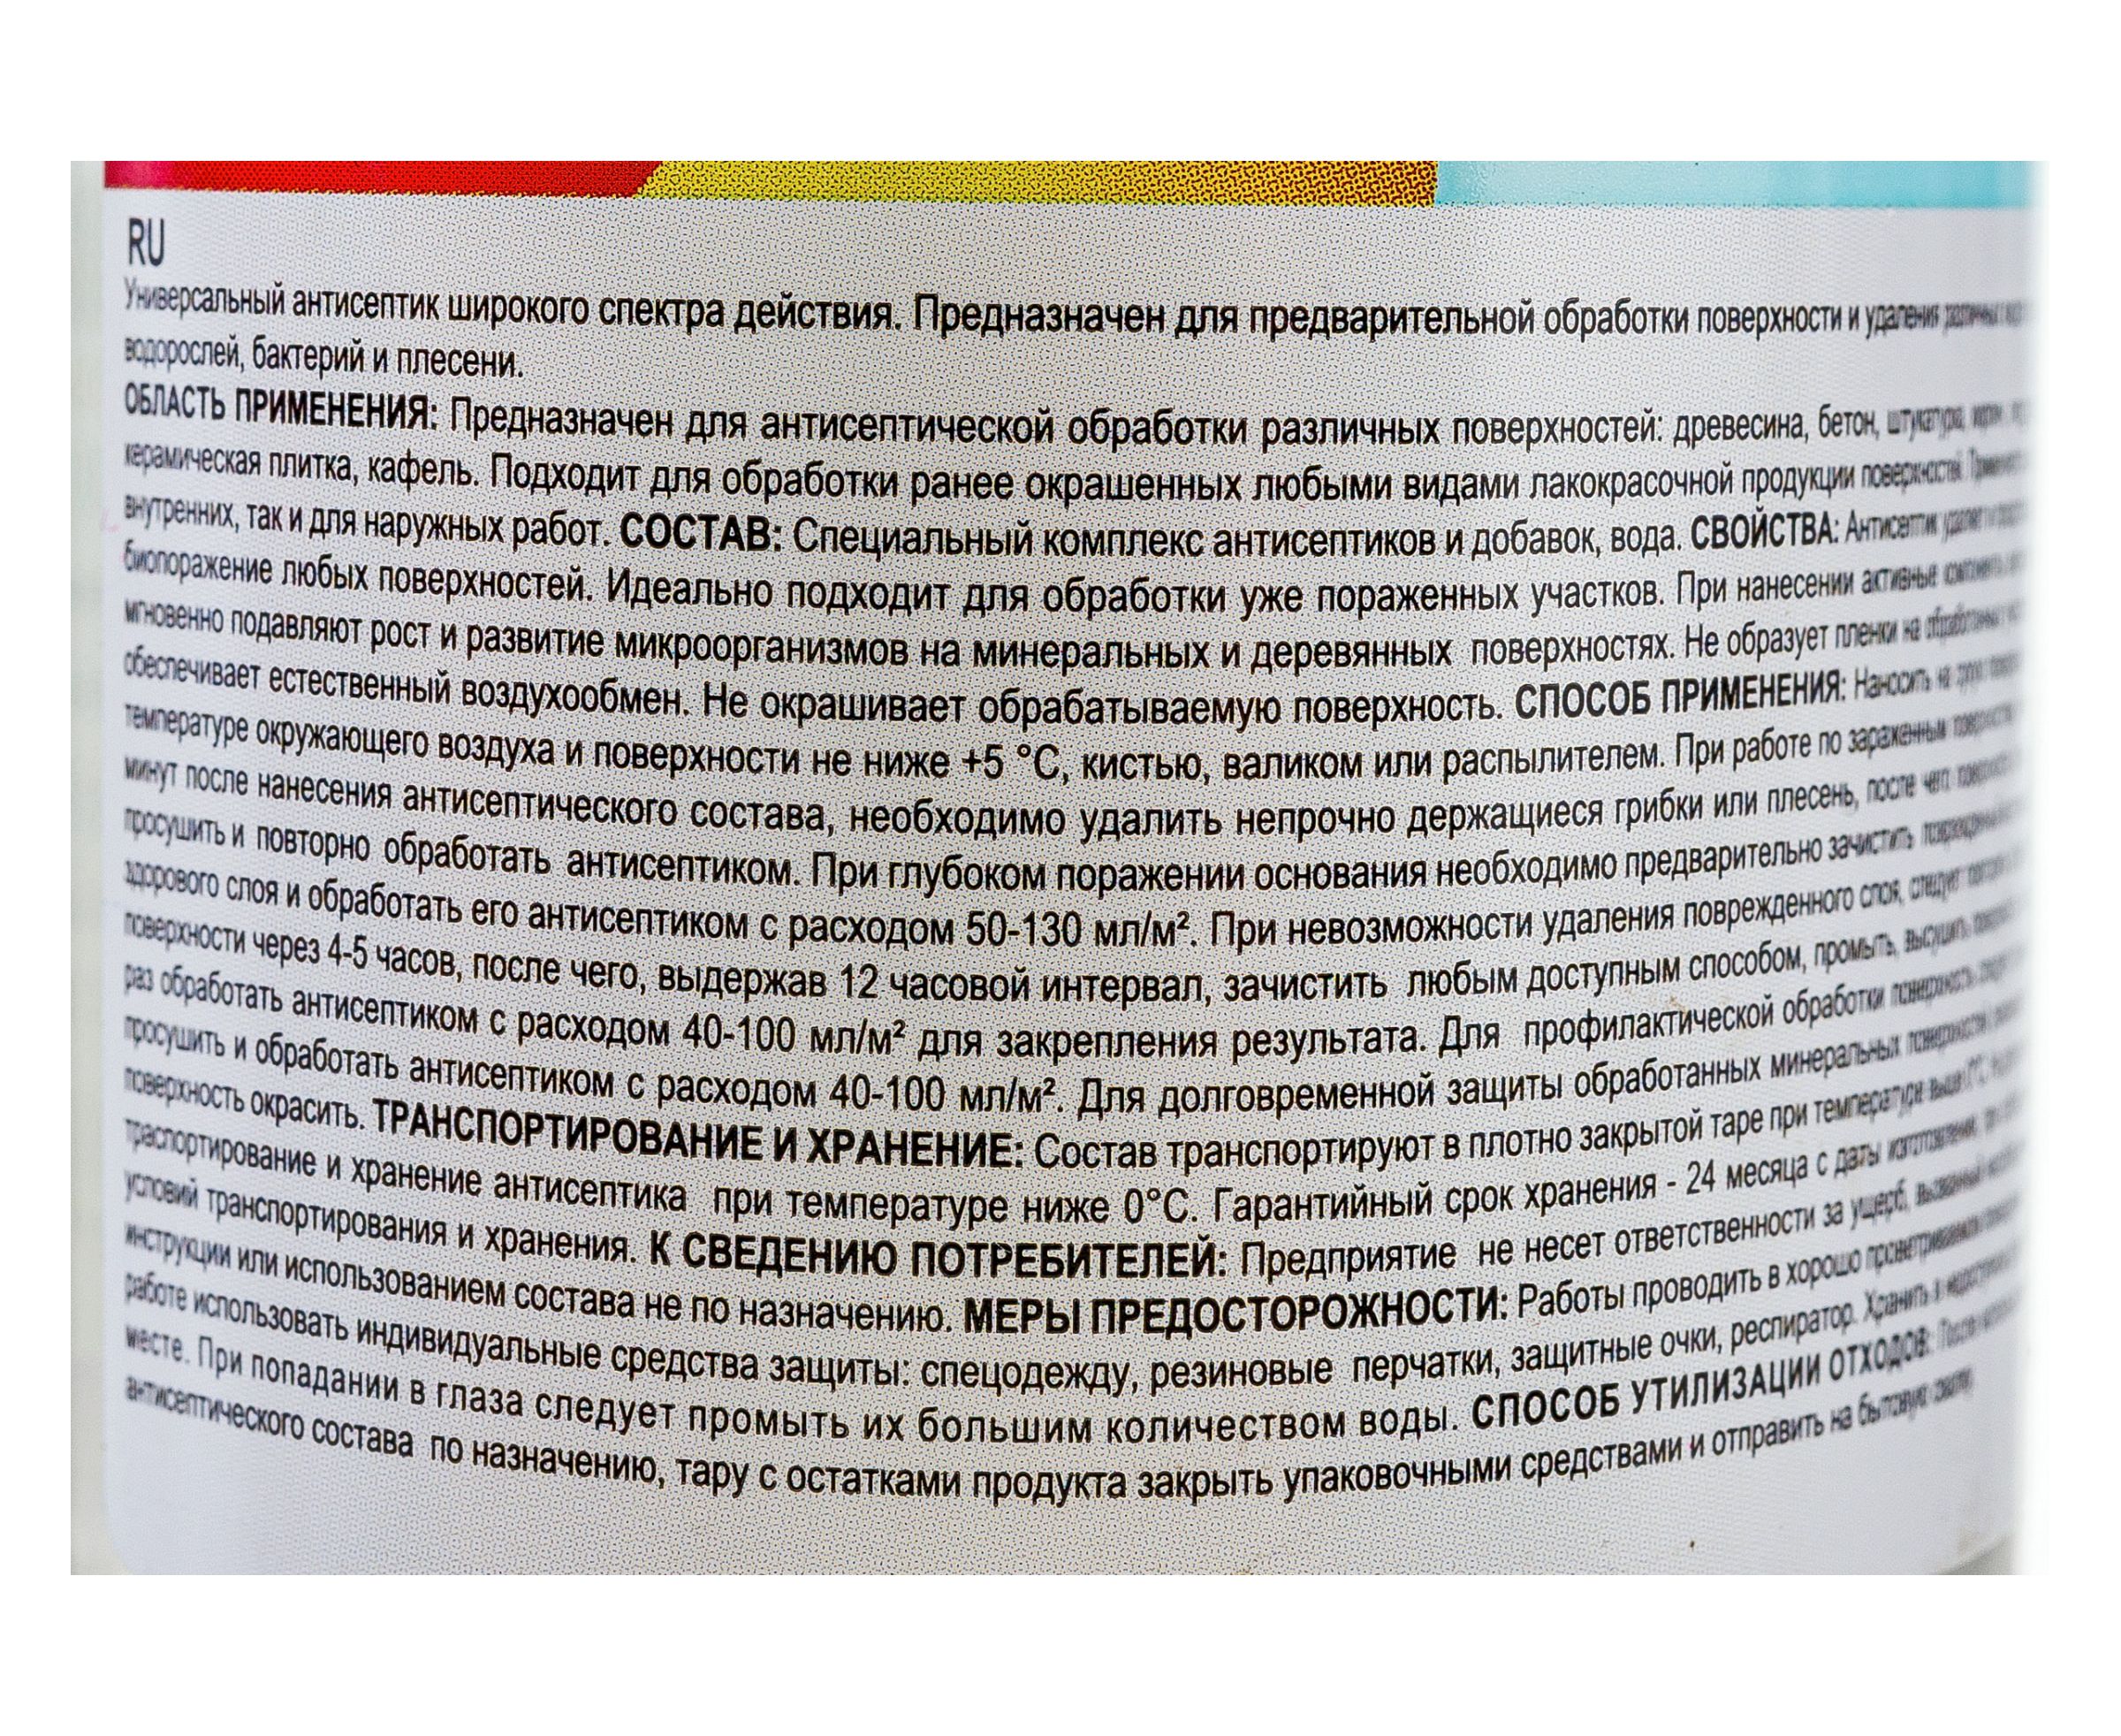 RU
Универсальный антисептик широкого спектра действия. Предназначен для предварительной обработки поверхности и удаления различных
водорослей, бактерий и плесени.
ОБЛАСТЬ ПРИМЕНЕНИЯ: Предназначен для антисептической обработки различных поверхностей: древесина, бетон, штукатурка,
керамическая плитка, кафель. Подходит для обработки ранее окрашенных любыми видами лакокрасочной продукции поверхностей.
внутренних, так и для наружных работ. СОСТАВ: Специальный комплекс антисептиков и добавок, вода. СВОЙСТВА: Антисептик удаляет и
биопоражение любых поверхностей. Идеально подходит для обработки уже пораженных участков. При нанесении активные
мгновенно подавляют рост и развитие микроорганизмов на минеральных и деревянных поверхностях. Не образует пленки на
обеспечивает естественный воздухообмен. Не окрашивает обрабатываемую поверхность. СПОСОБ ПРИМЕНЕНИЯ: Наносить на
температуре окружающего воздуха и поверхности не ниже +5 °С, кистью, валиком или распылителем. При работе по зараженным
минут после нанесения антисептического состава, необходимо удалить непрочно держащиеся грибки или плесень, после чего
просушить и повторно обработать антисептиком. При глубоком поражении основания необходимо предварительно зачистить
здорового слоя и обработать его антисептиком с расходом 50-130 мл/м². При невозможности удаления поврежденного слоя, следует
поверхности через 4-5 часов, после чего, выдержав 12 часовой интервал, зачистить любым доступным способом, промыть, высушить
раз обработать антисептиком с расходом 40-100 мл/м² для закрепления результата. Для профилактической обработки поверхность
просушить и обработать антисептиком с расходом 40-100 мл/м². Для долговременной защиты обработанных минеральных
поверхность окрасить. ТРАНСПОРТИРОВАНИЕ И ХРАНЕНИЕ: Состав транспортируют в плотно закрытой таре при температуре выше
траспортирование и хранение антисептика при температуре ниже 0°С. Гарантийный срок хранения - 24 месяца с даты изготовления,
условий транспортирования и хранения. К СВЕДЕНИЮ ПОТРЕБИТЕЛЕЙ: Предприятие не несет ответственности за ущерб, вызванный
инструкции или использованием состава не по назначению. МЕРЫ ПРЕДОСТОРОЖНОСТИ: Работы проводить в хорошо проветриваемом
работе использовать индивидуальные средства защиты: спецодежду, резиновые перчатки, защитные очки, респиратор. Хранить в
месте. При попадании в глаза следует промыть их большим количеством воды. СПОСОБ УТИЛИЗАЦИИ ОТХОДОВ: После
антисептического состава по назначению, тару с остатками продукта закрыть упаковочными средствами и отправить на бытовую свалку.